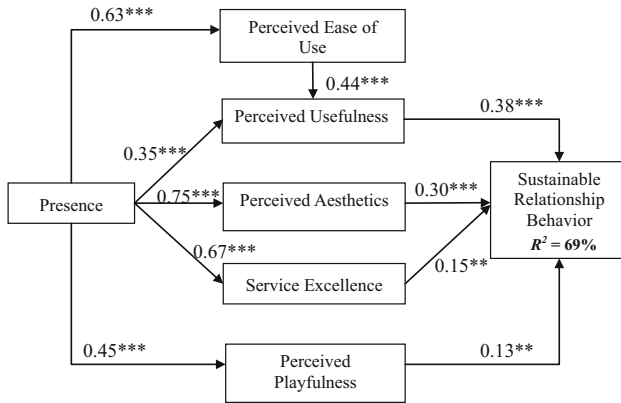 0.63***
Perceived Ease of
Use
0.44***
Perceived Usefulness
0.38***
0.35***
Presence
0.75***
Perceived Aesthetics
0.30***
Sustainable
Relationship
Behavior
R² = 69%
0.67***
Service Excellence
0.15**
0.45***
Perceived
Playfulness
0.13**